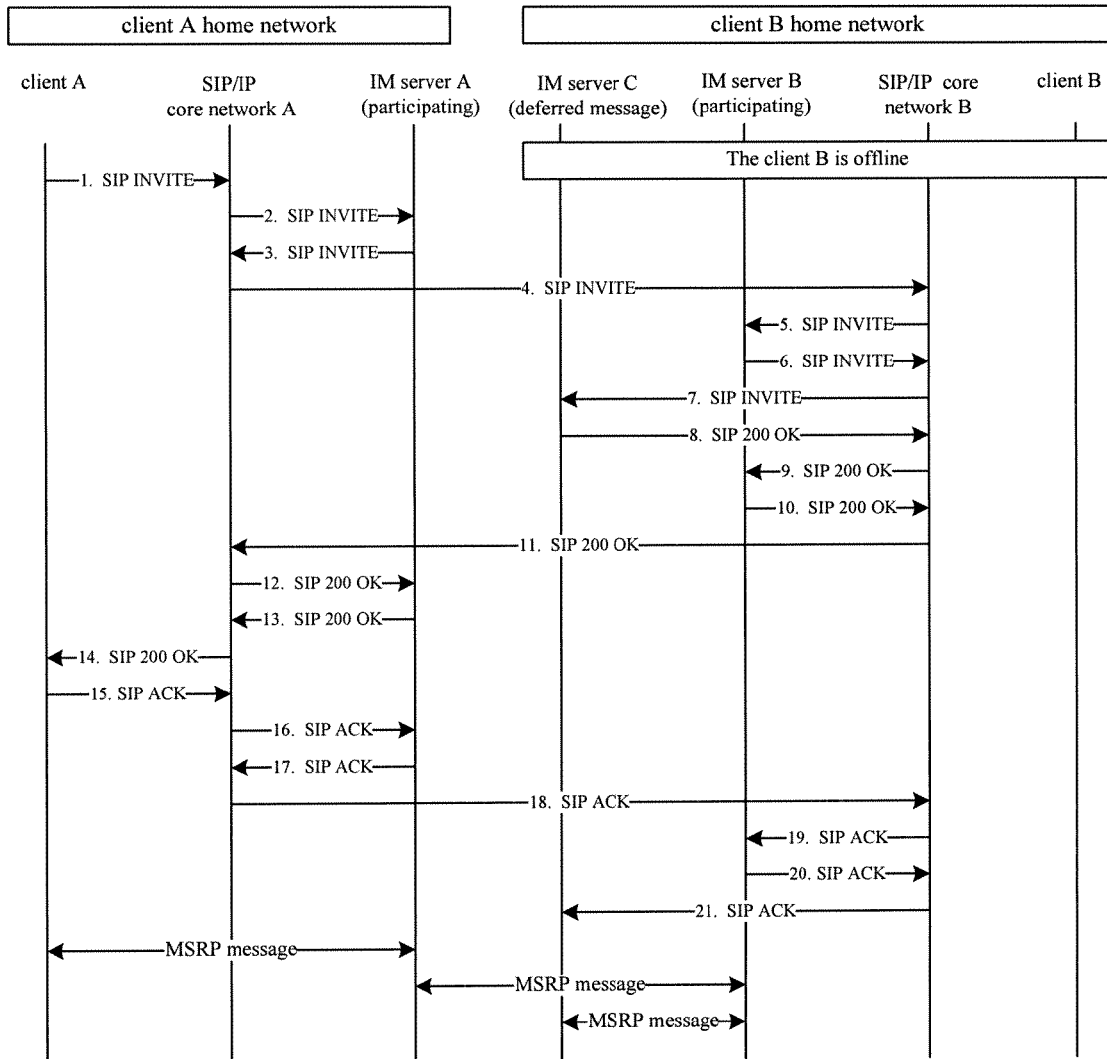 client A home network
client B home network
client A
SIP/IP
core network A
IM server A
(participating)
IM server C
(deferred message)
IM server B
(participating)
SIP/IP core
network B
client B
The client B is offline
1. SIP INVITE
2. SIP INVITE
3. SIP INVITE
4. SIP INVITE
5. SIP INVITE
6. SIP INVITE
7. SIP INVITE
8. SIP 200 OK
9. SIP 200 OK
10. SIP 200 OK
11. SIP 200 OK
12. SIP 200 OK
13. SIP 200 OK
14. SIP 200 OK
15. SIP ACK
16. SIP ACK
17. SIP ACK
18. SIP ACK
19. SIP ACK
20. SIP ACK
21. SIP ACK
MSRP message
MSRP message
MSRP message